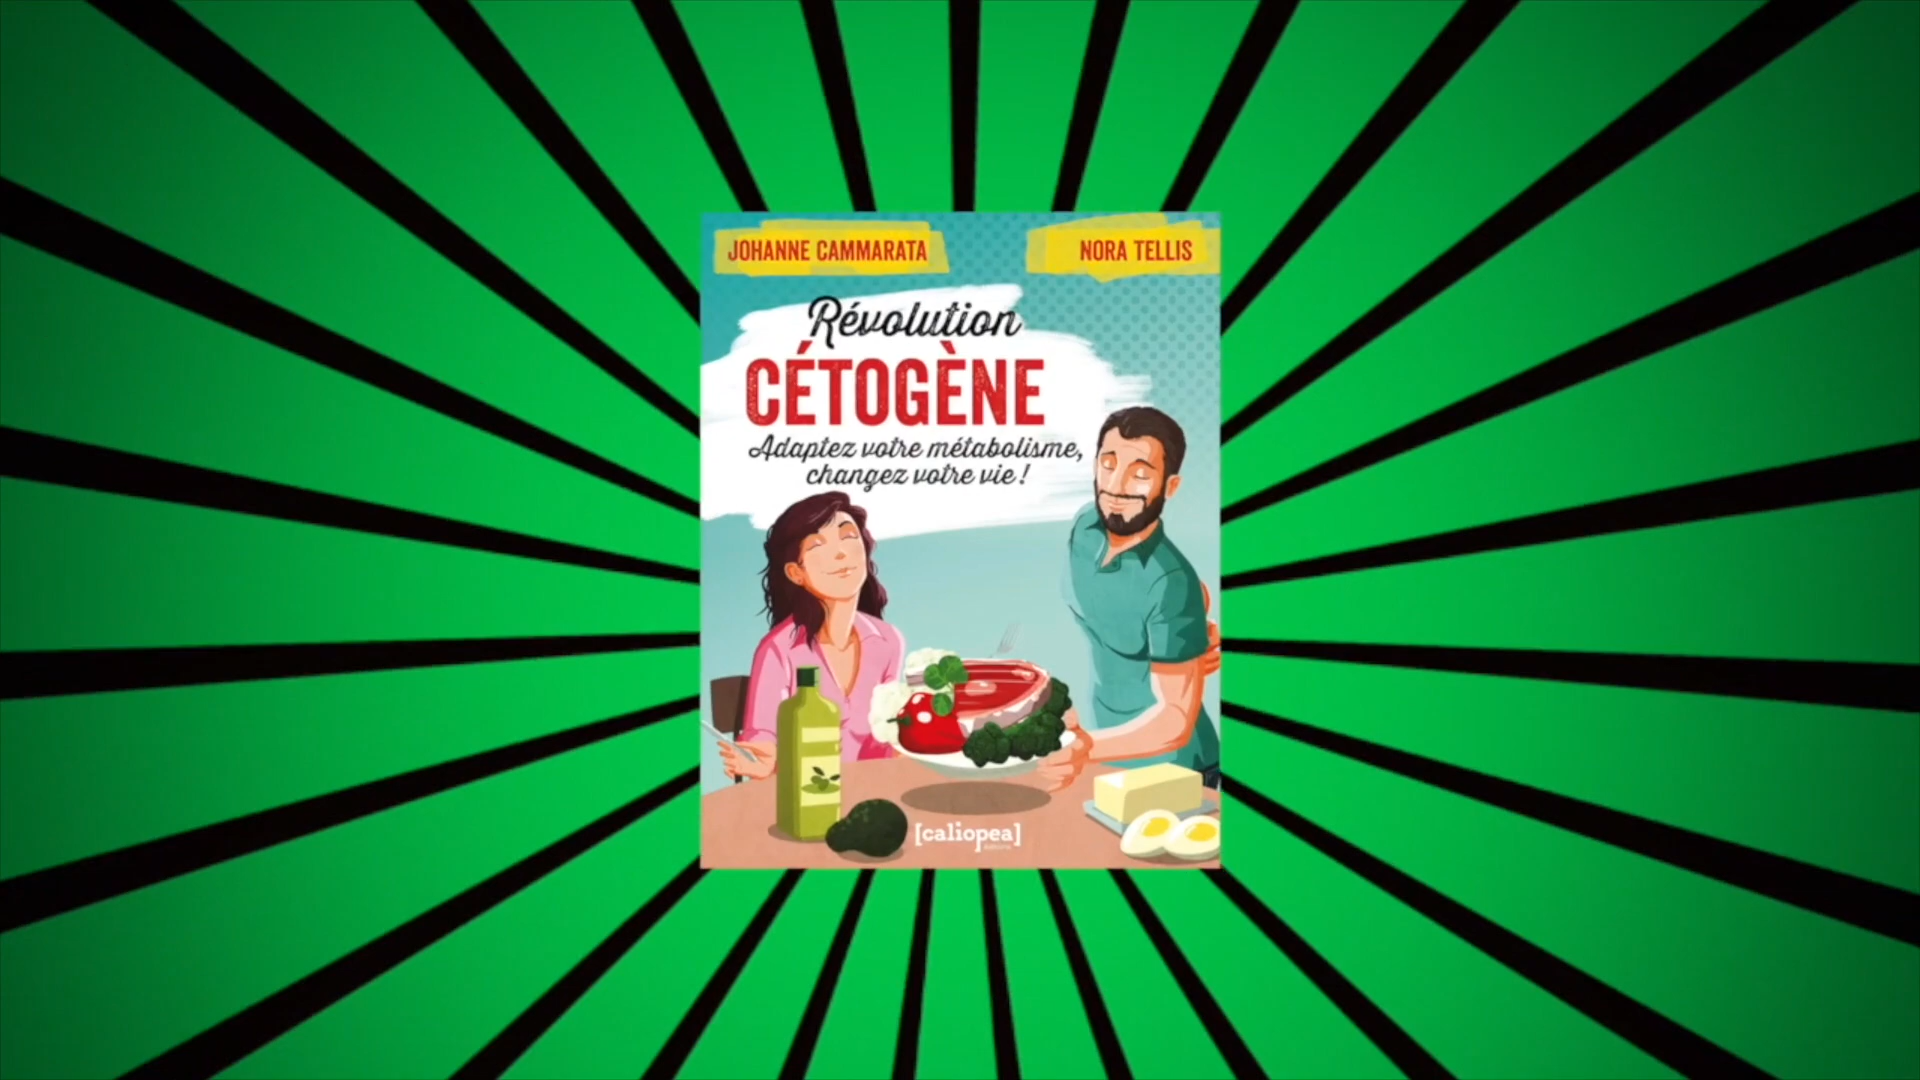 JOHANNE CAMMARATA
NORA TELLIS
Révolution
CÉTOGÈNE
Adaptez votre métabolisme,
changez votre vie !
[caliopea]